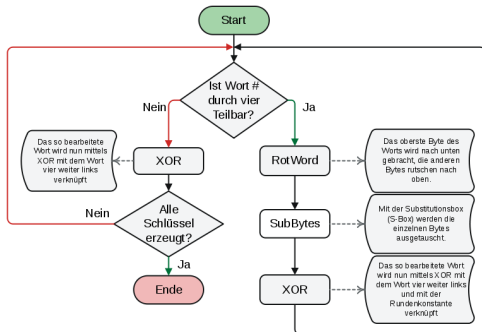 Start
Ist Wort #
durch vier
Teilbar?
Nein
Ja
Das so bearbeitete
Wort wird nun mittels
XOR mit dem Wort
vier weiter links
verknüpft
XOR
RotWord
Das oberste Byte des
Worts wird nach unten
gebracht, die anderen
Bytes rutschen nach
oben.
Nein
Alle
Schlüssel
erzeugt?
SubBytes
Mit der Substitutionsbox
(S-Box) werden die
einzelnen Bytes
ausgetauscht.
Ja
Ende
XOR
Das so bearbeitete Wort
wird nun mittels XOR mit
dem Wort vier weiter links
und mit der
Rundenkonstante
verknüpft